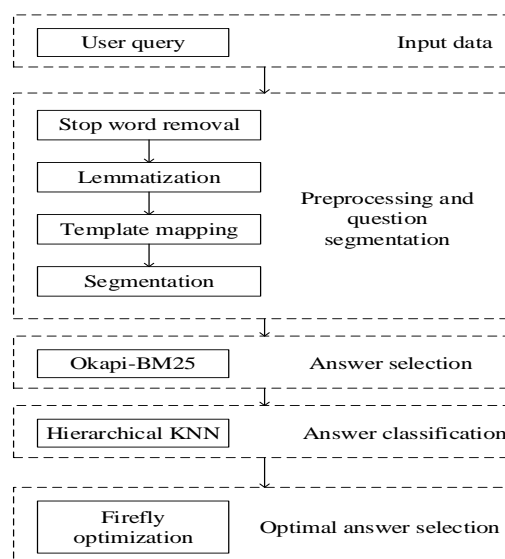 User query
Input data
Stop word removal
Lemmatization
Template mapping
Segmentation
Preprocessing and
question
segmentation
Okapi-BM25
Answer selection
Hierarchical KNN
Answer classification
Firefly
optimization
Optimal answer selection